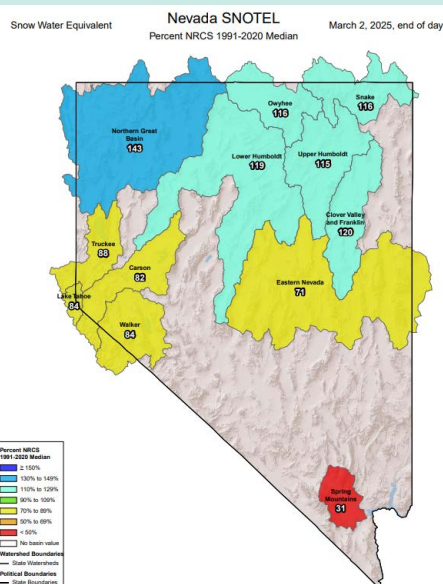 Snow Water Equivalent
Nevada SNOTEL
Percent NRCS 1991-2020 Median
March 2, 2025, end of day
Northern Great
Basin
143
Owyhee
116
Snake
116
Lower Humboldt
119
Upper Humboldt
115
Clover Valley
and Franklin
120
Truckee
88
Carson
82
Lake Tahoe
84
Walker
84
Eastern Nevada
71
Spring
Mountains
31
Percent NRCS
1991-2020 Median
≥ 150%
130% to 149%
110% to 129%
90% to 109%
70% to 89%
50% to 69%
< 50%
No basin value
Watershed Boundaries
State Watersheds
Political Boundaries
State Boundaries